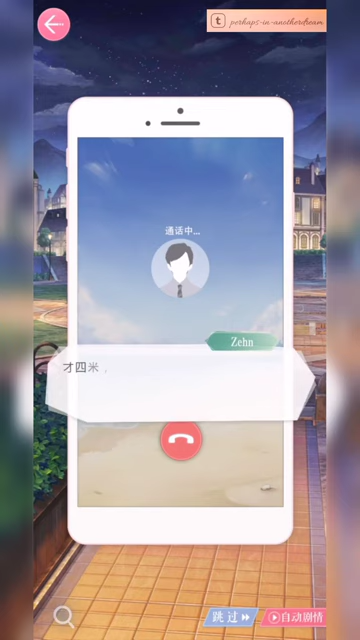 t perhaps-in-anotherdream
通话中...
Zehn
才四米，
跳过
自动剧情